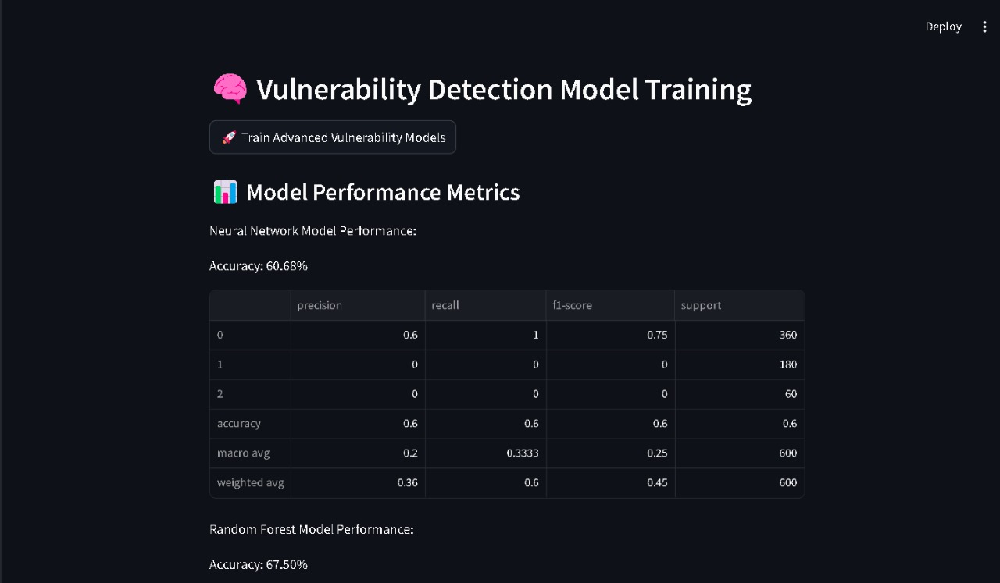 Deploy
Vulnerability Detection Model Training
Train Advanced Vulnerability Models
Model Performance Metrics
Neural Network Model Performance:
Accuracy: 60.68%
precision recall f1-score support
0 0.6 1 0.75 360
1 0 0 0 180
2 0 0 0 60
accuracy 0.6 0.6 0.6 0.6
macro avg 0.2 0.3333 0.25 600
weighted avg 0.36 0.6 0.45 600
Random Forest Model Performance:
Accuracy: 67.50%